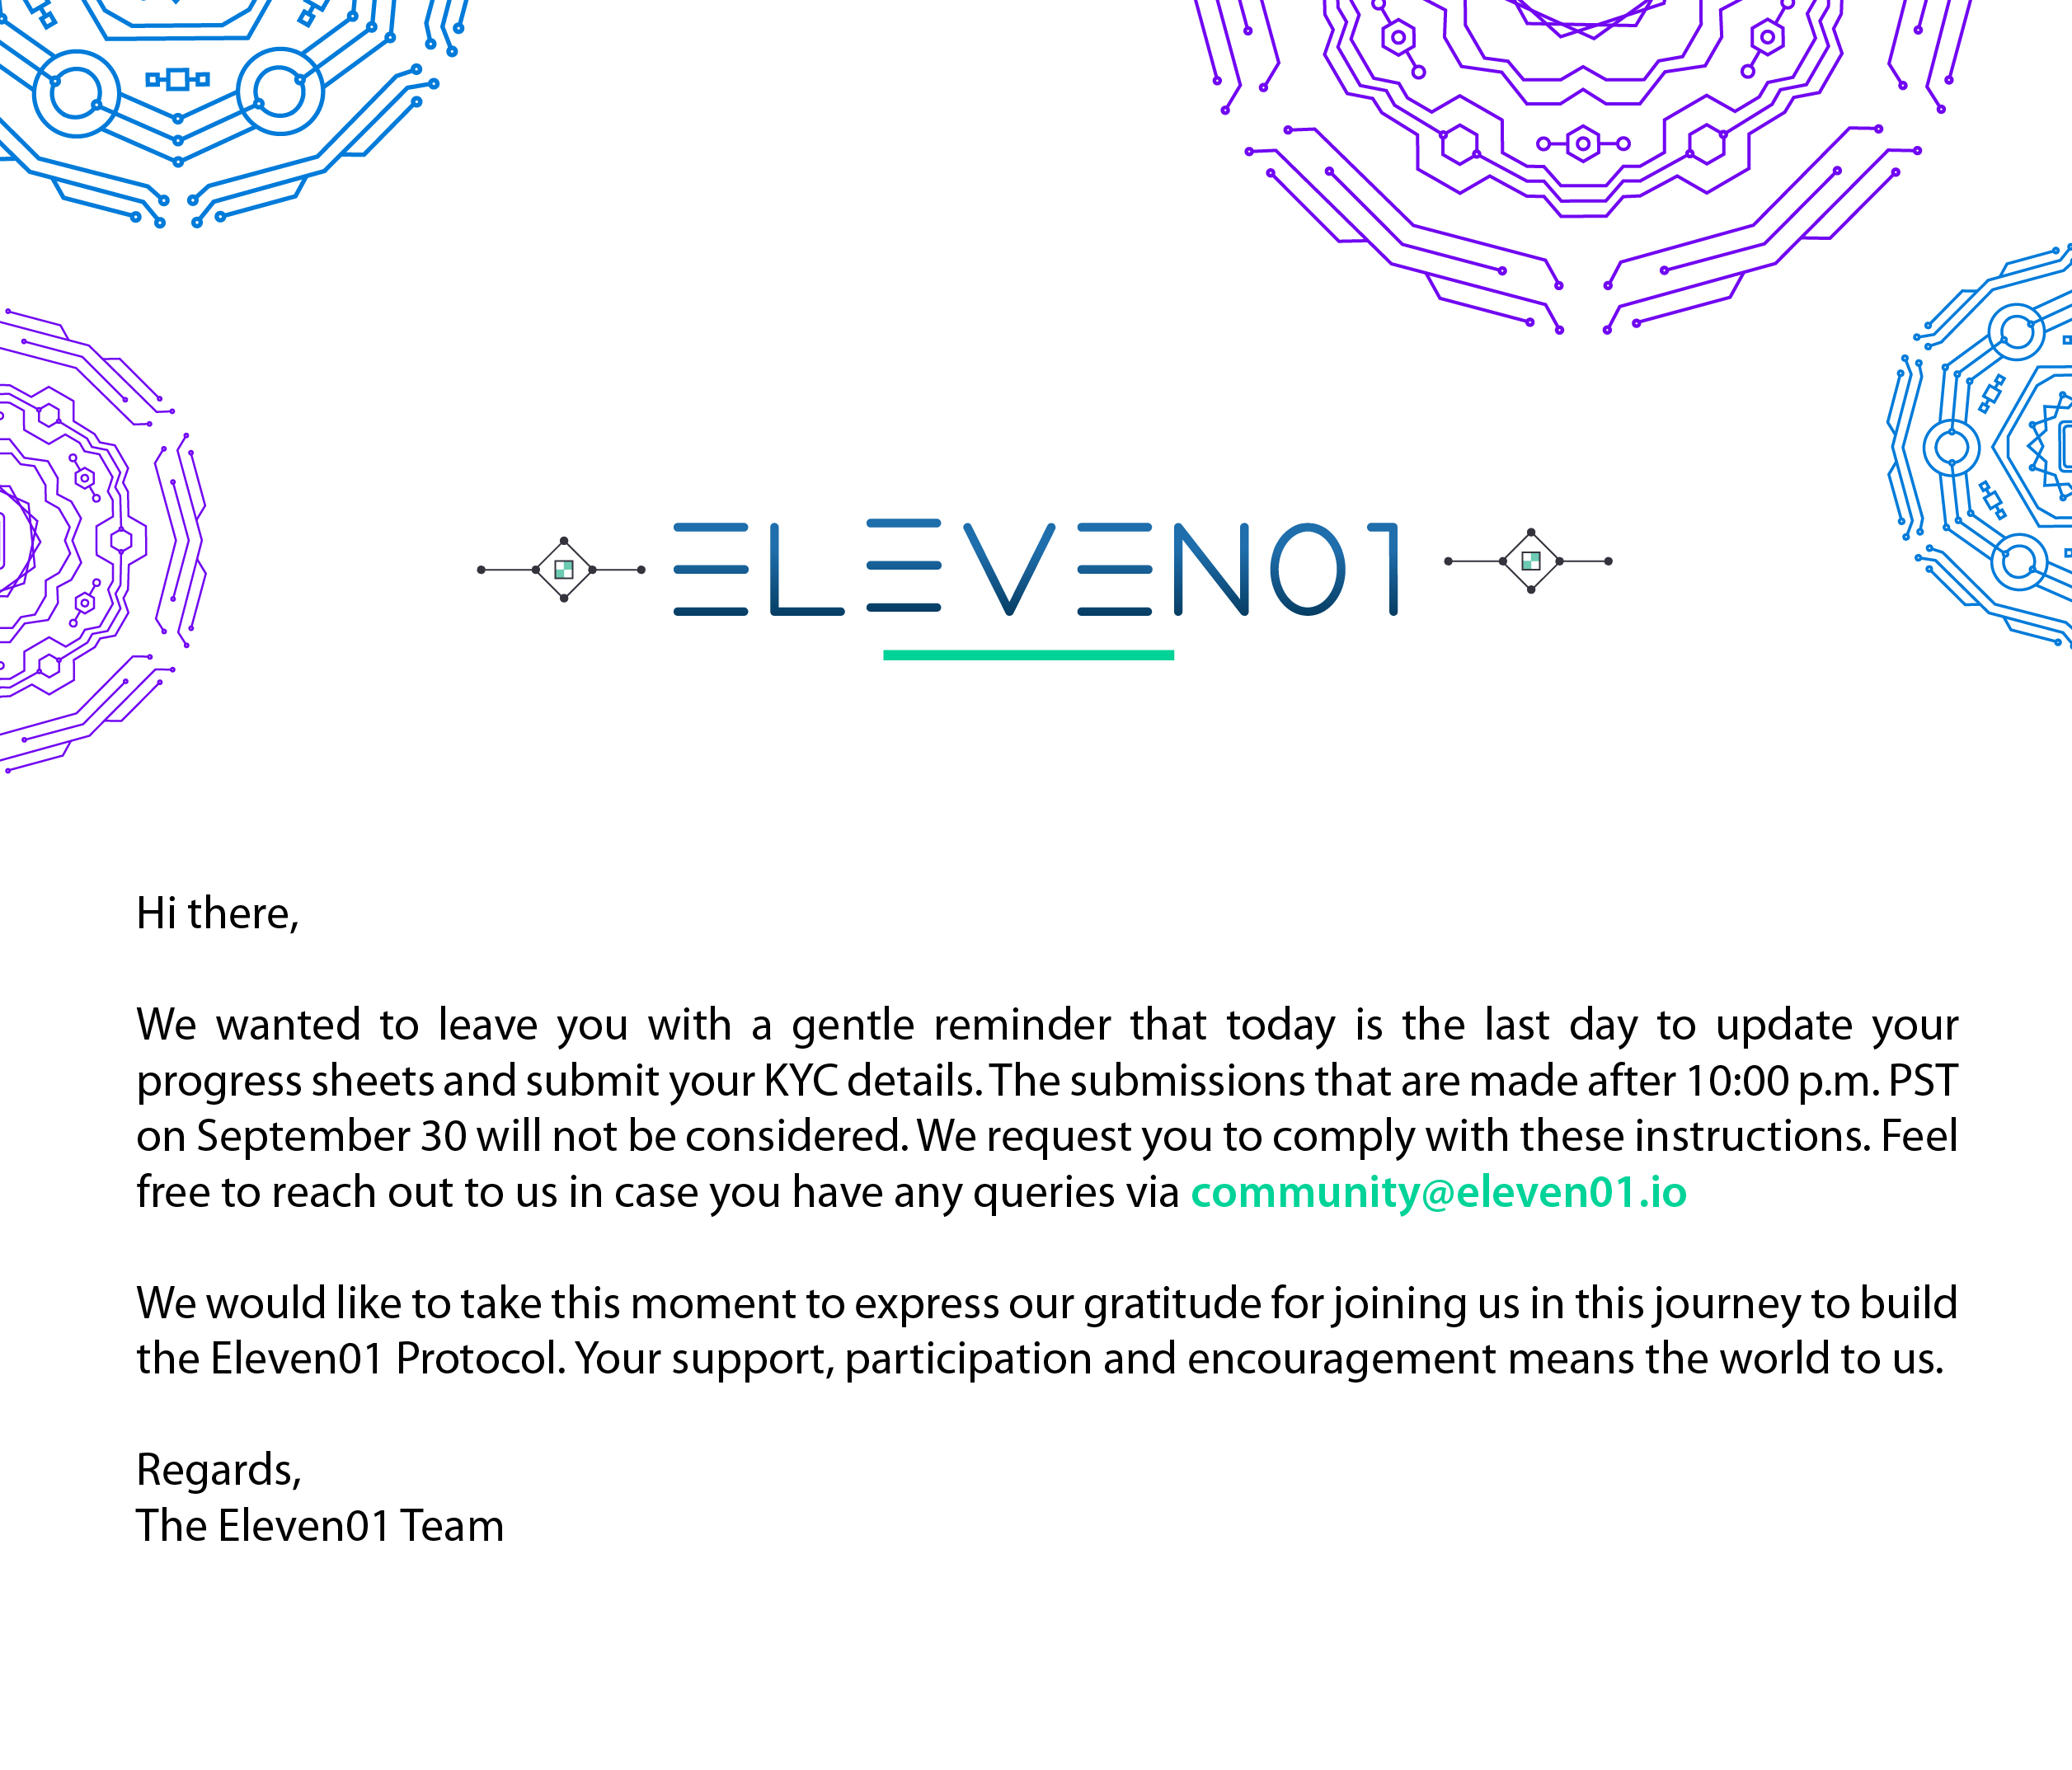 ELEVEN01
Hi there,
We wanted to leave you with a gentle reminder that today is the last day to update your
progress sheets and submit your KYC details. The submissions that are made after 10:00 p.m. PST
on September 30 will not be considered. We request you to comply with these instructions. Feel
free to reach out to us in case you have any queries via community@eleven01.io
We would like to take this moment to express our gratitude for joining us in this journey to build
the Eleven01 Protocol. Your support, participation and encouragement means the world to us.
Regards,
The Eleven01 Team